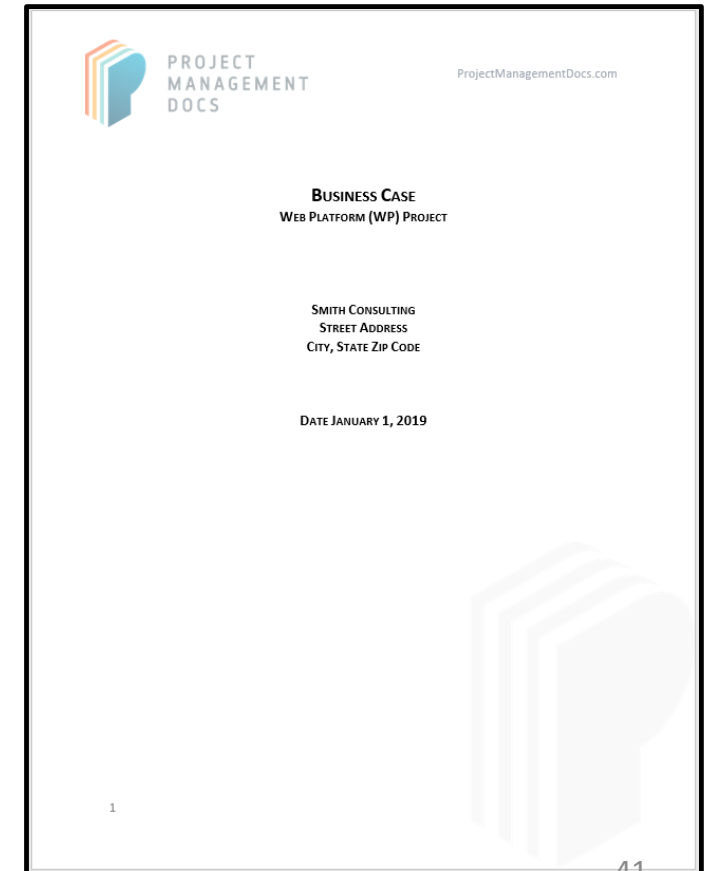 PROJECT
MANAGEMENT
DOCS
ProjectManagementDocs.com
BUSINESS CASE
WEB PLATFORM (WP) PROJECT
SMITH CONSULTING
STREET ADDRESS
CITY, STATE ZIP CODE
DATE JANUARY 1, 2019
1
41